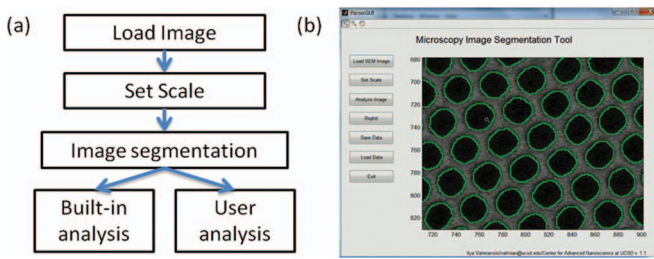 (a)
Load Image
Set Scale
Image segmentation
Built-in analysis
User analysis
(b)
ParsonGUI
Microscopy Image Segmentation Tool
Load SEM Image
Set Scale
Analyze Image
Replot
Save Data
Load Data
Exit
680
700
720
740
760
780
800
820
720 740 760 780 800 820 840 860 880 900